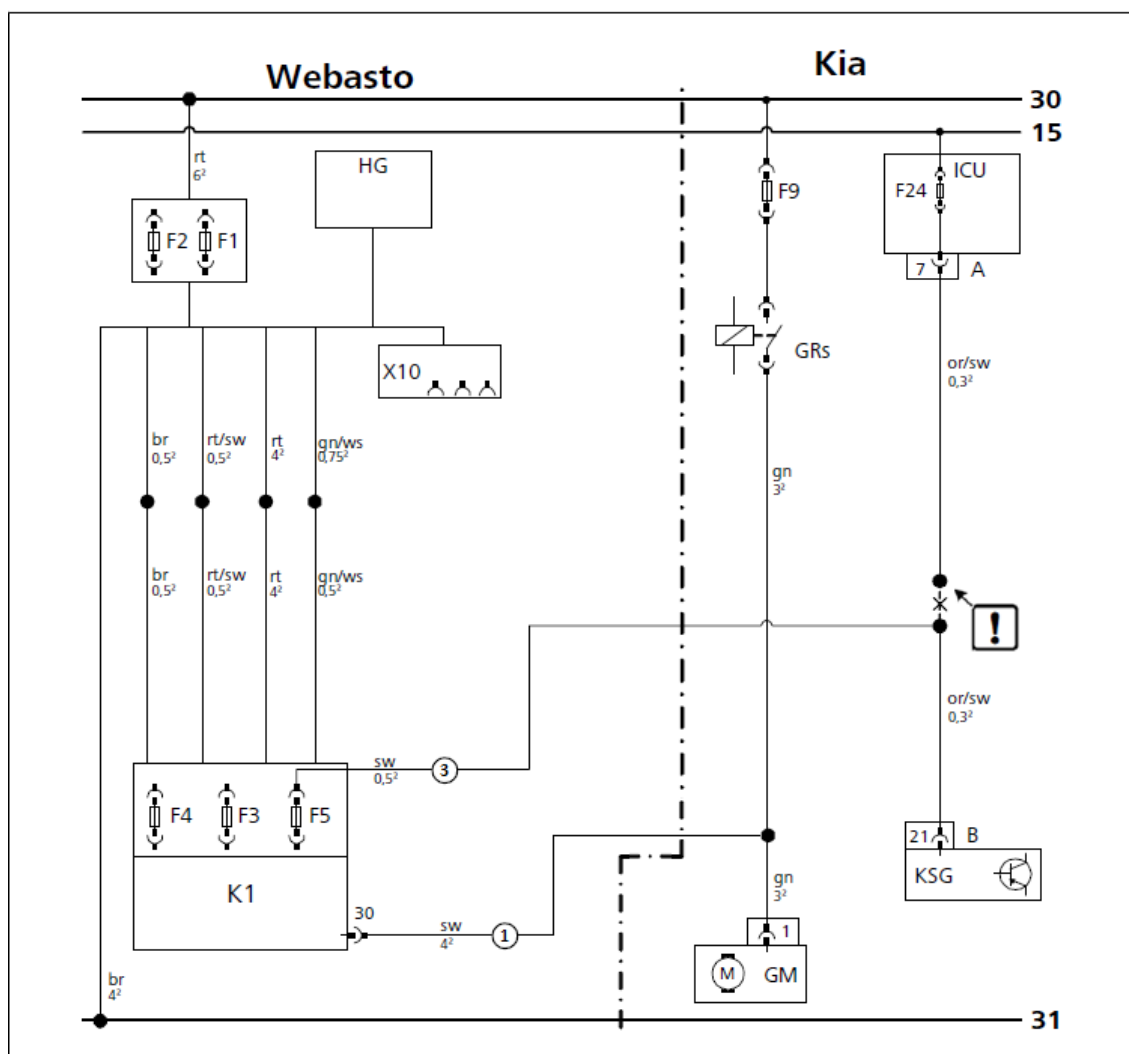 Webasto
Kia
30
15
rt
6²
HG
ICU
F2
F1
F9
F24
7
A
X10
GRs
or/sw
0,3²
br
0,5²
rt/sw
0,5²
rt
4²
gn/ws
0,75²
gn
3²
br
0,5²
rt/sw
0,5²
rt
4²
gn/ws
0,5²
!
or/sw
0,3²
sw
0,5²
3
F4
F3
F5
21
B
KSG
K1
30
sw
4²
1
gn
3²
1
M
GM
br
4²
31